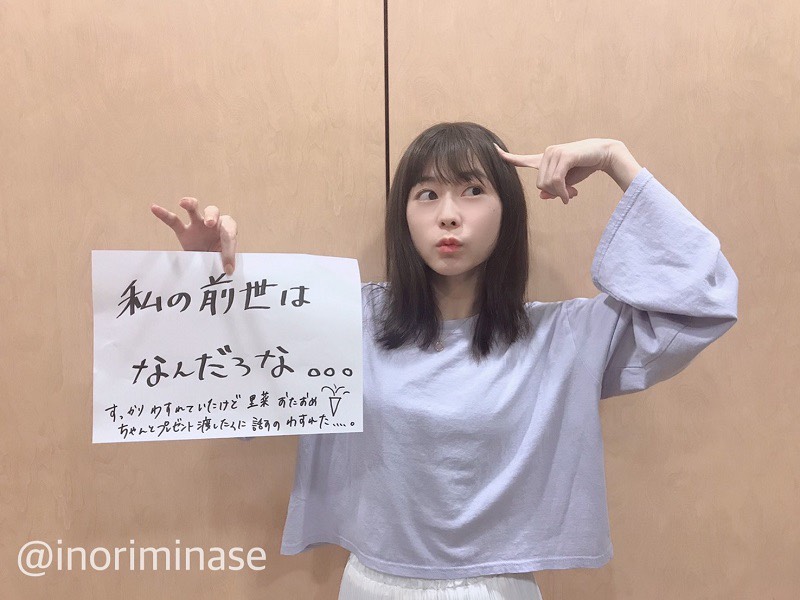 私の前世は
なんだろな。。。
すっかりわすれていたけど 里菜 おたおめ
ちゃんとプレゼント渡したくに 話すの わすれた....。
@inoriminase